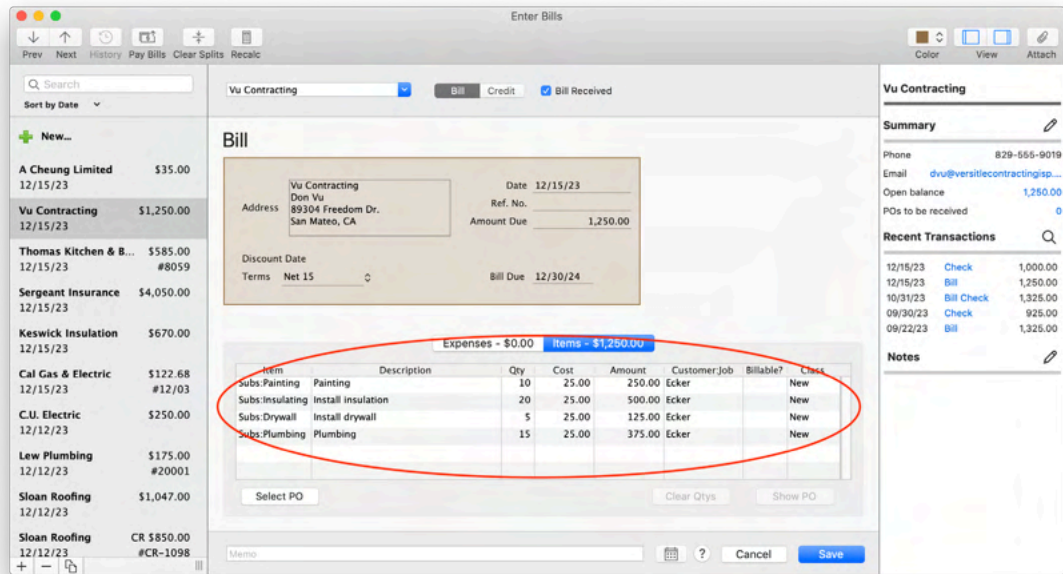 Enter Bills
Prev Next History Pay Bills Clear Splits Recalc Color View Attach
Search
Sort by Date
New...
A Cheung Limited $35.00
12/15/23
Vu Contracting $1,250.00
12/15/23
Thomas Kitchen & B... $585.00
12/15/23 #8059
Sergeant Insurance $4,050.00
12/15/23
Keswick Insulation $670.00
12/15/23
Cal Gas & Electric $122.68
12/15/23 #12/03
C.U. Electric $250.00
12/12/23
Lew Plumbing $175.00
12/12/23 #20001
Sloan Roofing $1,047.00
12/12/23
Sloan Roofing CR $850.00
12/12/23 #CR-1098
Vu Contracting Bill Credit Bill Received
Bill
Address
Vu Contracting
Don Vu
89304 Freedom Dr.
San Mateo, CA
Date 12/15/23
Ref. No.
Amount Due 1,250.00
Discount Date
Terms Net 15 Bill Due 12/30/24
Expenses - $0.00 Items - $1,250.00
Item Description Qty Cost Amount Customer:Job Billable? Class
Subs:Painting Painting 10 25.00 250.00 Ecker New
Subs:Insulating Install insulation 20 25.00 500.00 Ecker New
Subs:Drywall Install drywall 5 25.00 125.00 Ecker New
Subs:Plumbing Plumbing 15 25.00 375.00 Ecker New
Select PO Clear Qtys Show PO
Memo ? Cancel Save
Vu Contracting
Summary
Phone 829-555-9019
Email dvu@versitlecontractingisp....
Open balance 1,250.00
POs to be received 0
Recent Transactions
12/15/23 Check 1,000.00
12/15/23 Bill 1,250.00
10/31/23 Bill Check 1,325.00
09/30/23 Check 925.00
09/22/23 Bill 1,325.00
Notes